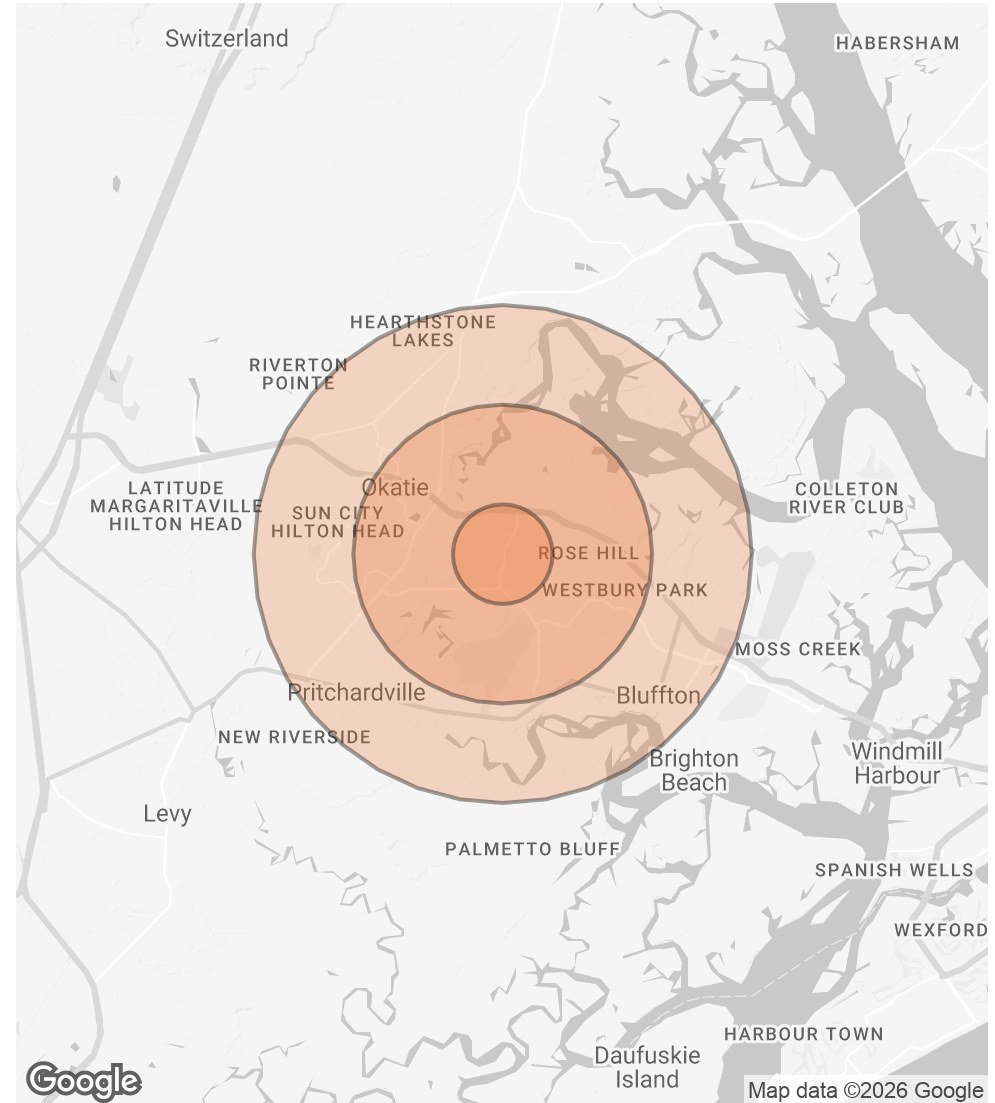 Switzerland
HABERSHAM
HEARTHSTONE
LAKES
RIVERTON
POINTE
LATITUDE
MARGARITAVILLE
HILTON HEAD
Okatie
SUN CITY
HILTON HEAD
COLLETON
RIVER CLUB
ROSE HILL
WESTBURY PARK
MOSS CREEK
Pritchardville
Bluffton
NEW RIVERSIDE
Brighton
Beach
Windmill
Harbour
Levy
PALMETTO BLUFF
SPANISH WELLS
WEXFORD
HARBOUR TOWN
Daufuskie
Island
Google
Map data ©2026 Google